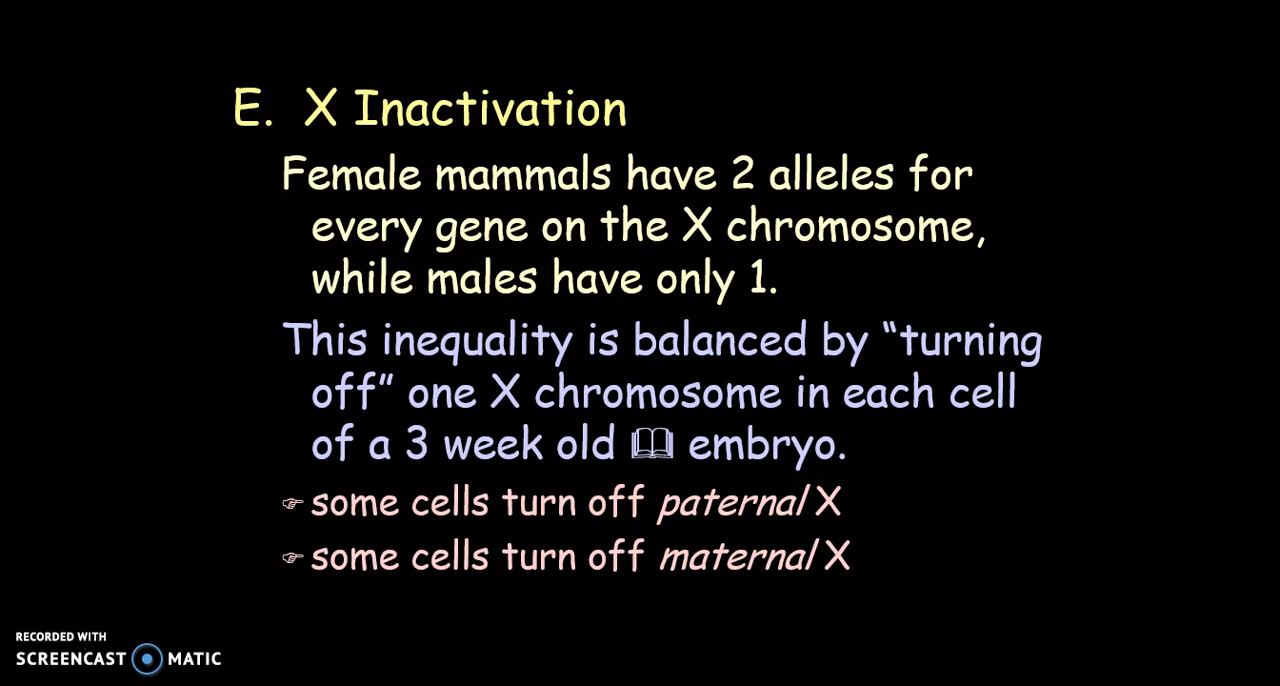 E. X Inactivation
Female mammals have 2 alleles for
every gene on the X chromosome,
while males have only 1.
This inequality is balanced by “turning
off” one X chromosome in each cell
of a 3 week old 🕮 embryo.
☞ some cells turn off paternal X
☞ some cells turn off maternal X
RECORDED WITH
SCREENCAST MATIC